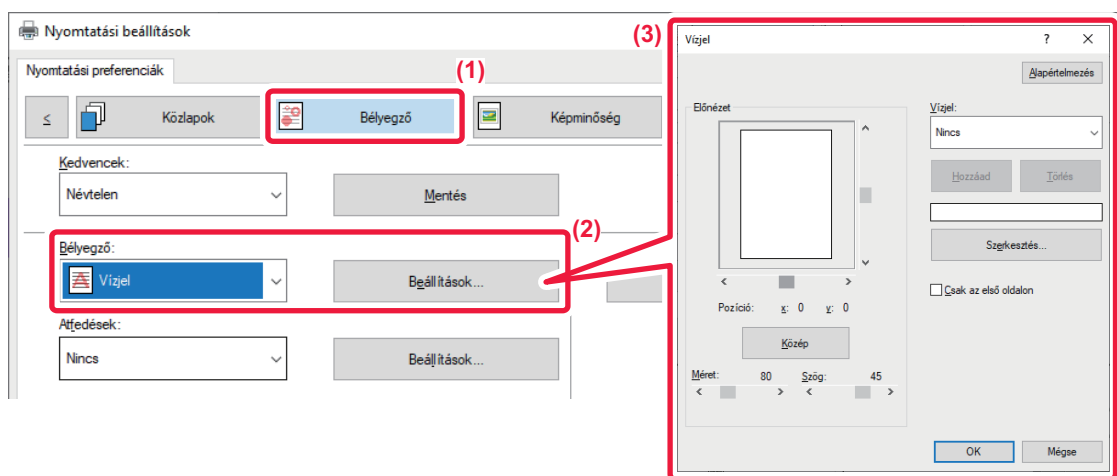 Nyomtatási beállítások
Nyomtatási preferenciák
(1)
<
Közlapok
Bélyegző
Képminőség
Kedvencek:
Névtelen
Mentés
(2)
Bélyegző:
Vízjel
Beállítások...
Atfedések:
Nincs
Beállítások...
(3)
Vízjel
?
Alapértelmezés
Előnézet
Vízjel:
Nincs
Hozzáad
Törlés
Szerkesztés...
Csak az első oldalon
Pozíció: x: 0 y: 0
Közép
Méret: 80 Szög: 45
OK
Mégse